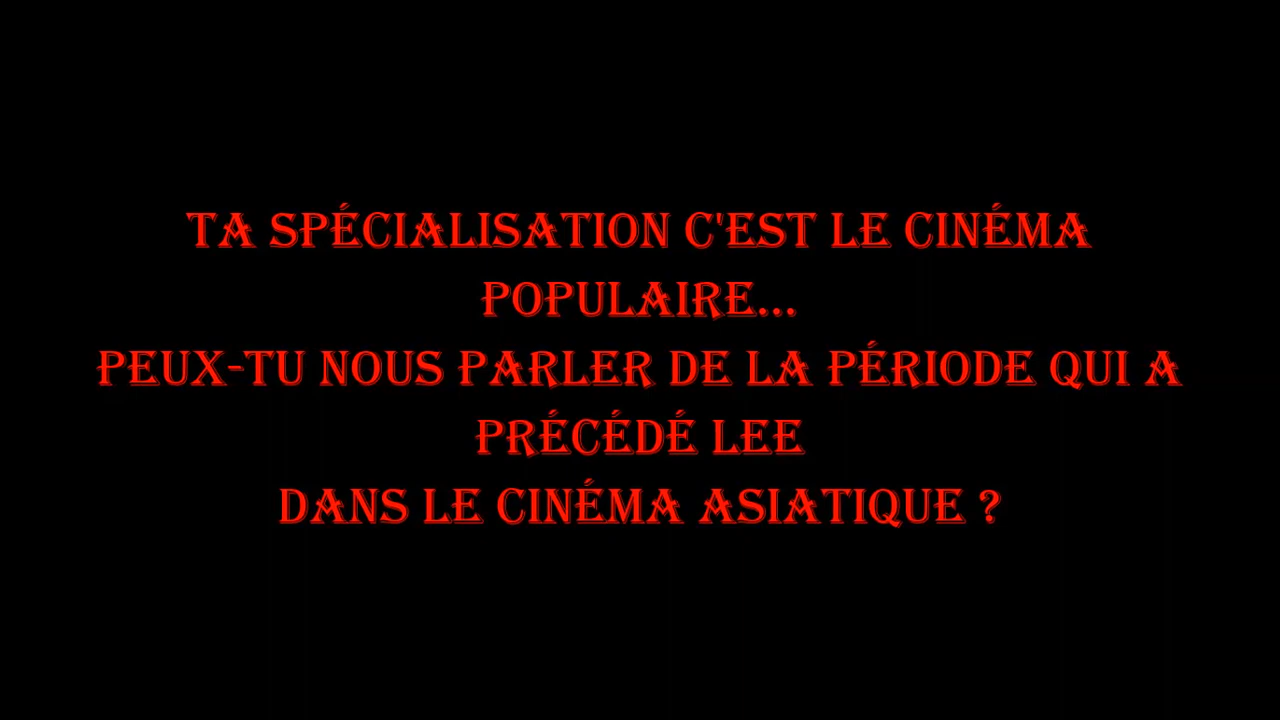 TA SPÉCIALISATION C'EST LE CINÉMA
POPULAIRE...
PEUX-TU NOUS PARLER DE LA PÉRIODE QUI A
PRÉCÉDÉ LEE
DANS LE CINÉMA ASIATIQUE ?